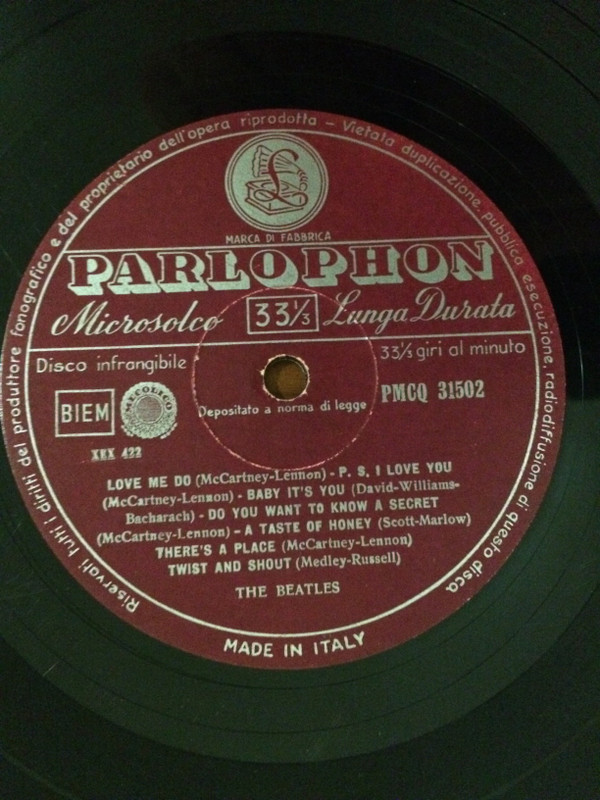 Riservati tutti i diritti del produttore fonografico e del proprietario dell'opera riprodotta – Vietata duplicazione, pubblica esecuzione, radiodiffusione di questo disco.
£
MARCA DI FABBRICA
PARLOPHON
Microsolco 33⅓ Lunga Durata
Disco infrangibile 33⅓ giri al minuto
BIEM
Depositato a norma di legge PMCQ 31502
XEX 422
LOVE ME DO (McCartney-Lennon) - P. S. I LOVE YOU
(McCartney-Lennon) - BABY IT'S YOU (David-Williams-
Bacharach) - DO YOU WANT TO KNOW A SECRET
(McCartney-Lennon) - A TASTE OF HONEY (Scott-Marlow)
THERE'S A PLACE (McCartney-Lennon)
TWIST AND SHOUT (Medley-Russell)
THE BEATLES
MADE IN ITALY